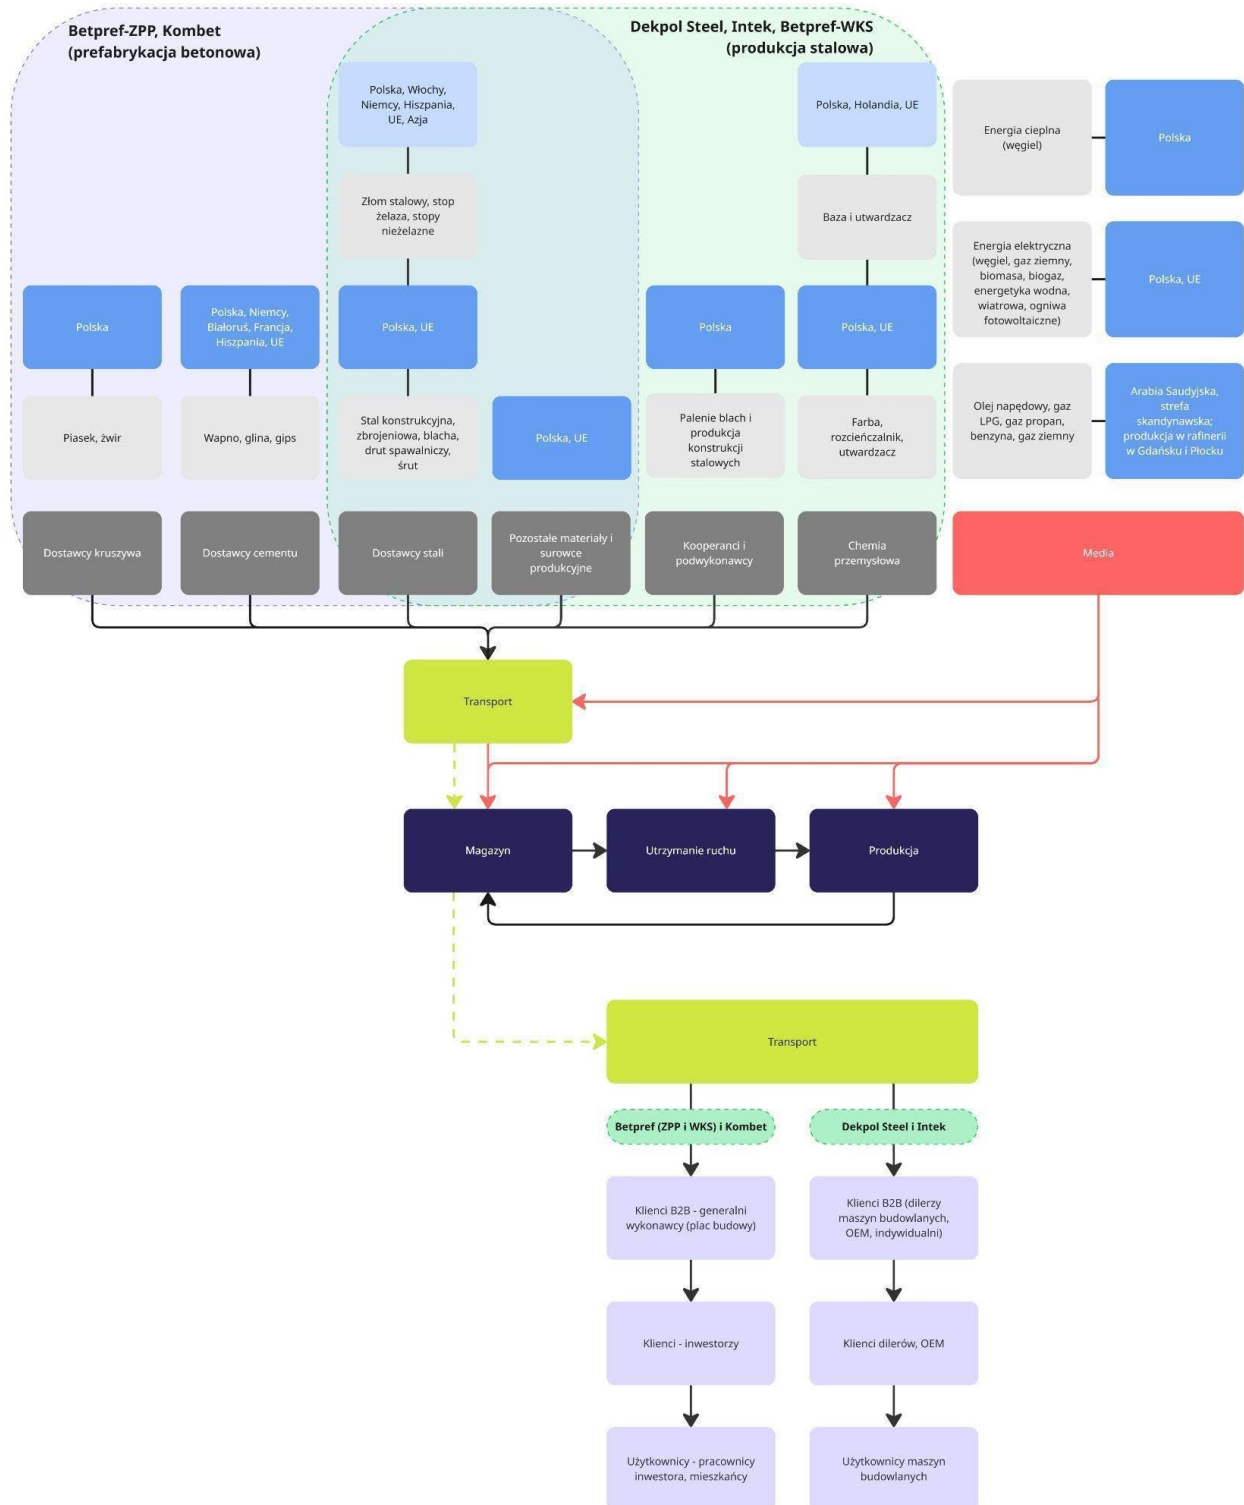 Betpref-ZPP, Kombet
(prefabrykacja betonowa)
Dekpol Steel, Intek, Betpref-WKS
(produkcja stalowa)
Polska, Włochy,
Niemcy, Hiszpania,
UE, Azja
Polska, Holandia, UE
Energia cieplna
(węgiel)
Polska
Złom stalowy, stop
żelaza, stopy
nieżelazne
Baza i utwardzacz
Energia elektryczna
(węgiel, gaz ziemny,
biomasa, biogaz,
energetyka wodna,
wiatrowa, ogniwa
fotowoltaiczne)
Polska, UE
Polska
Polska, Niemcy,
Białoruś, Francja,
Hiszpania, UE
Polska, UE
Polska
Polska, UE
Piasek, żwir
Wapno, glina, gips
Stal konstrukcyjna,
zbrojeniowa, blacha,
drut spawalniczy,
śrut
Polska, UE
Palenie blach i
produkcja
konstrukcji
stalowych
Farba,
rozcieńczalnik,
utwardzacz
Olej napędowy, gaz
LPG, gaz propan,
benzyna, gaz ziemny
Arabia Saudyjska,
strefa
skandynawska;
produkcja w rafinerii
w Gdańsku i Płocku
Dostawcy kruszywa
Dostawcy cementu
Dostawcy stali
Pozostałe materiały i
surowce
produkcyjne
Kooperanci i
podwykonawcy
Chemia
przemysłowa
Media
Transport
Magazyn
Utrzymanie ruchu
Produkcja
Transport
Betpref (ZPP i WKS) i Kombet
Dekpol Steel i Intek
Klienci B2B - generalni
wykonawcy (plac budowy)
Klienci B2B (dilerzy
maszyn budowlanych,
OEM, indywidualni)
Klienci - inwestorzy
Klienci dilerów, OEM
Użytkownicy - pracownicy
inwestora, mieszkańcy
Użytkownicy maszyn
budowlanych